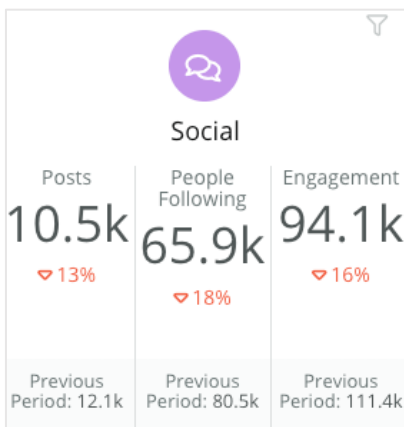 Social
Posts
10.5k
13%
Previous
Period: 12.1k
People
Following
65.9k
18%
Previous
Period: 80.5k
Engagement
94.1k
16%
Previous
Period: 111.4k